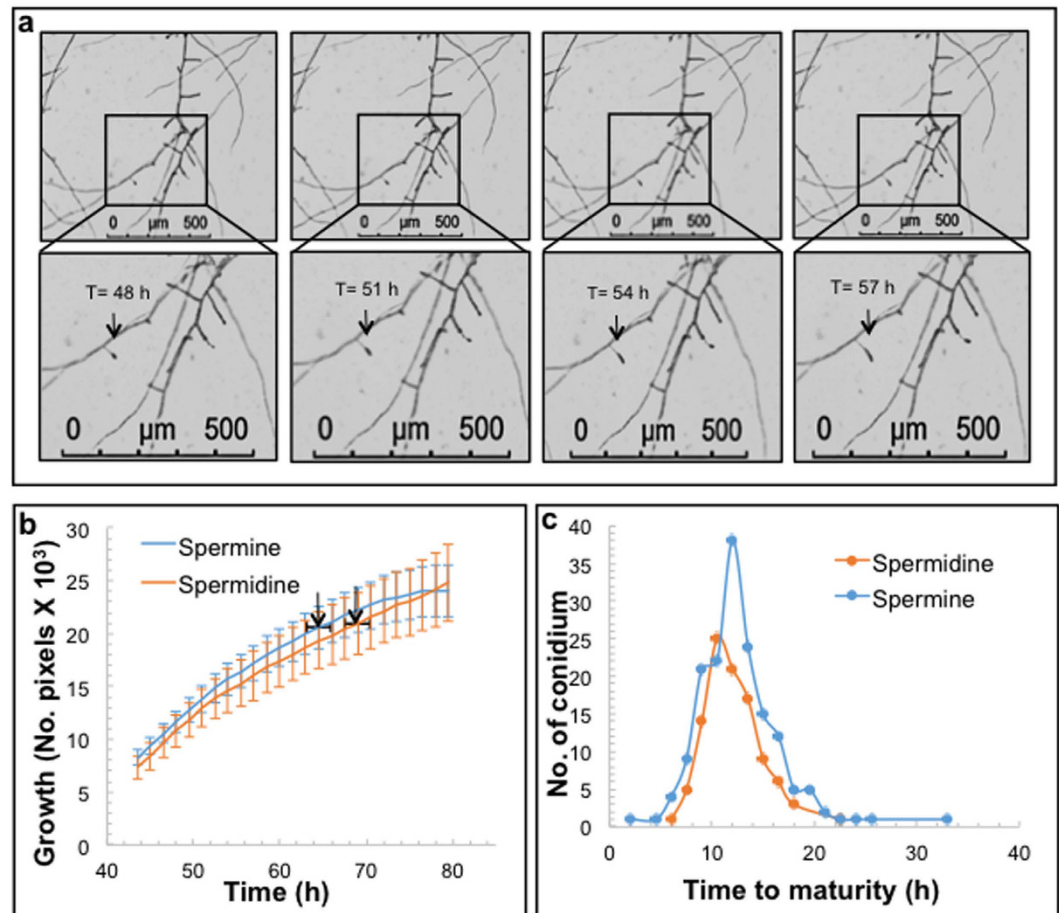 a
0 µm 500
0 µm 500
0 µm 500
0 µm 500
T= 48 h
T= 51 h
T= 54 h
T= 57 h
0 µm 500
0 µm 500
0 µm 500
0 µm 500
b
Growth (No. pixels X 10³)
30
25
20
15
10
5
0
Spermine
Spermidine
40 50 60 70 80
Time (h)
c
No. of conidium
40
35
30
25
20
15
10
5
0
Spermidine
Spermine
0 10 20 30 40
Time to maturity (h)